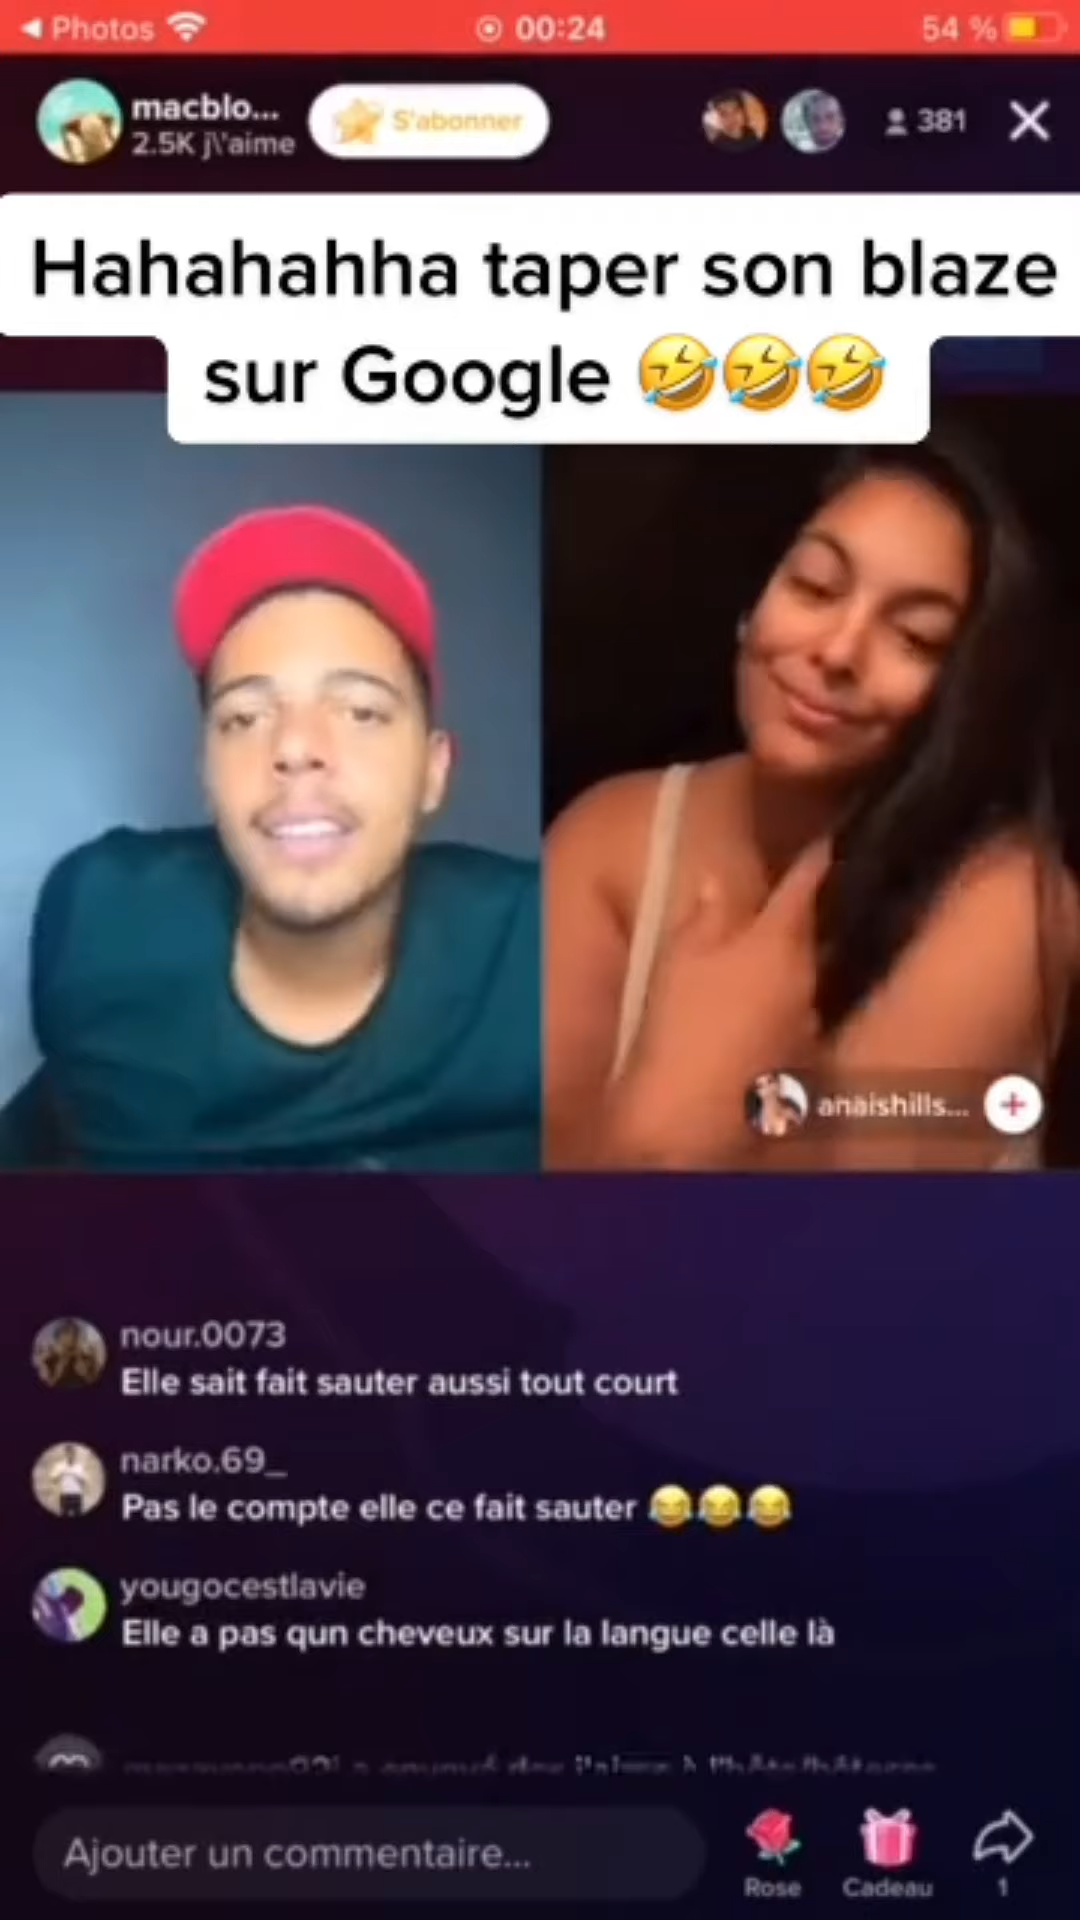 Photos
00:24
54 %
macblo...
2.5K j\'aime
S'abonner
381
Hahahahha taper son blaze
sur Google 🤣🤣🤣
anaishills...
nour.0073
Elle sait fait sauter aussi tout court
narko.69_
Pas le compte elle ce fait sauter 😂😂😂
yougocestlavie
Elle a pas qun cheveux sur la langue celle là
Ajouter un commentaire...
Rose
Cadeau
1